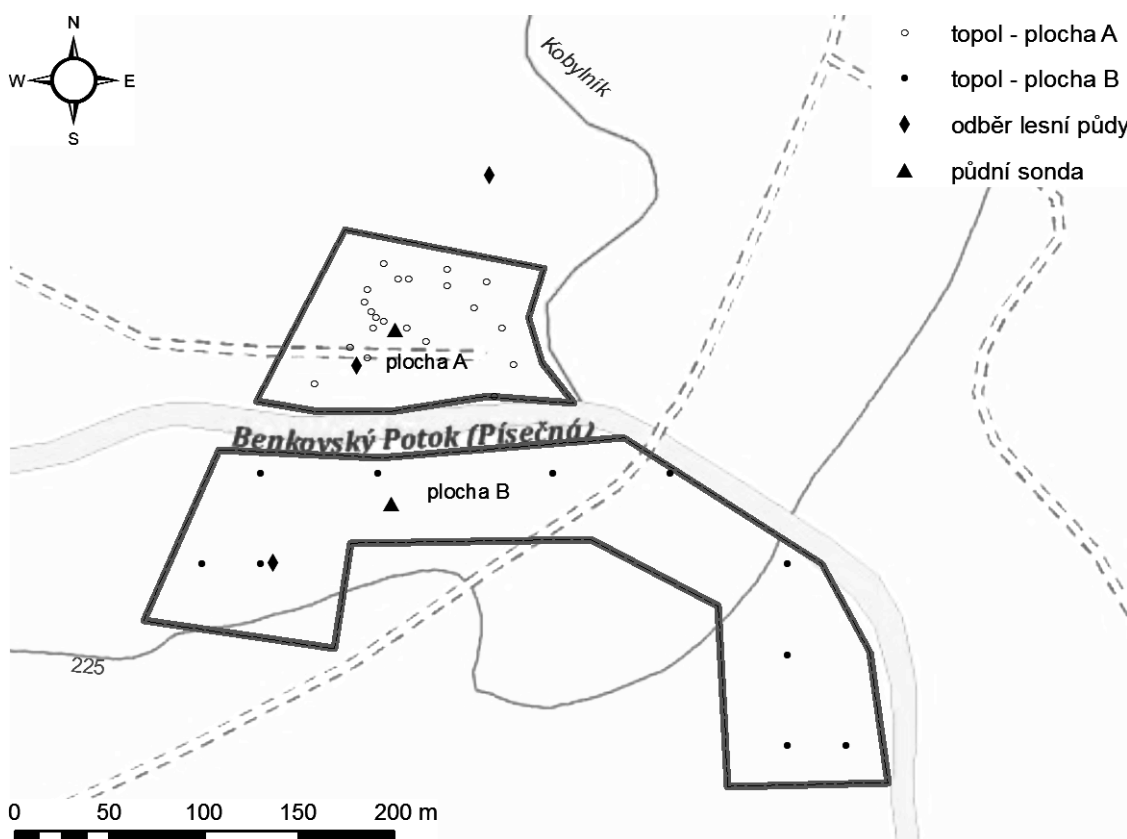 N
W E
S
Kobylník
topol - plocha A
topol - plocha B
odběr lesní půdy
půdní sonda
plocha A
Benkovský Potok (Písečná)
plocha B
225
0 50 100 150 200 m